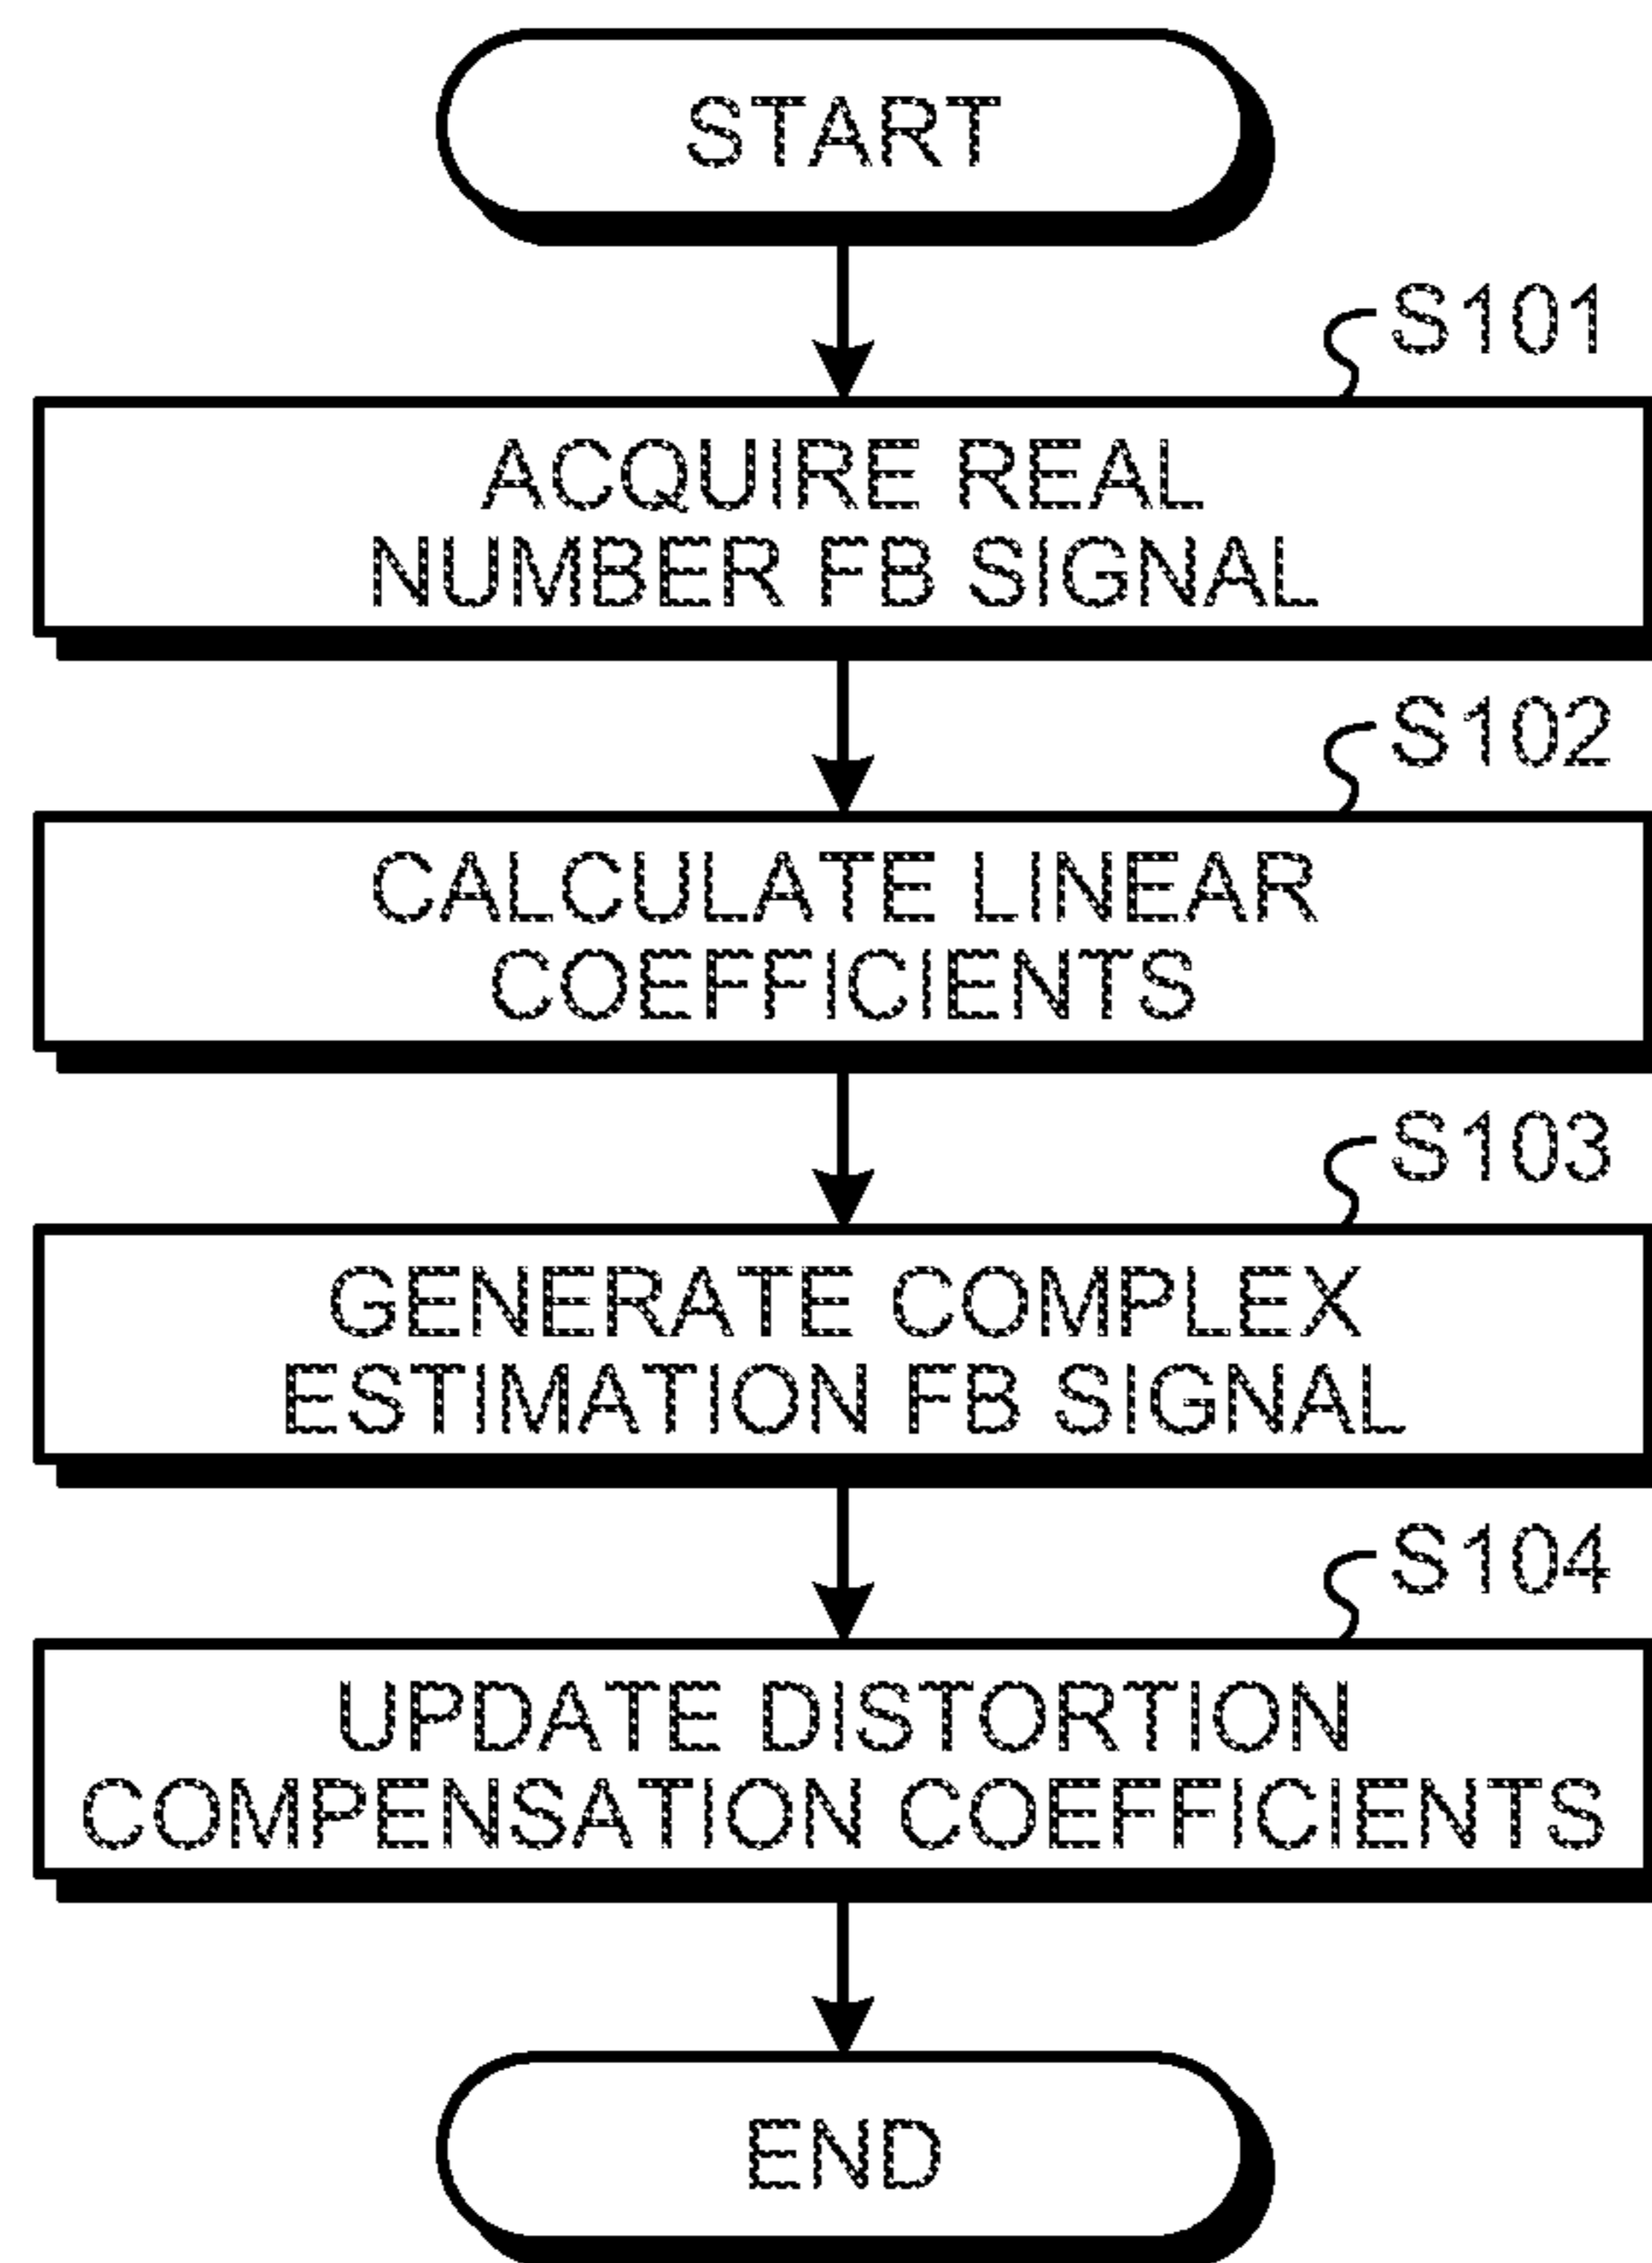 START
S101
ACQUIRE REAL
NUMBER FB SIGNAL
S102
CALCULATE LINEAR
COEFFICIENTS
S103
GENERATE COMPLEX
ESTIMATION FB SIGNAL
S104
UPDATE DISTORTION
COMPENSATION COEFFICIENTS
END